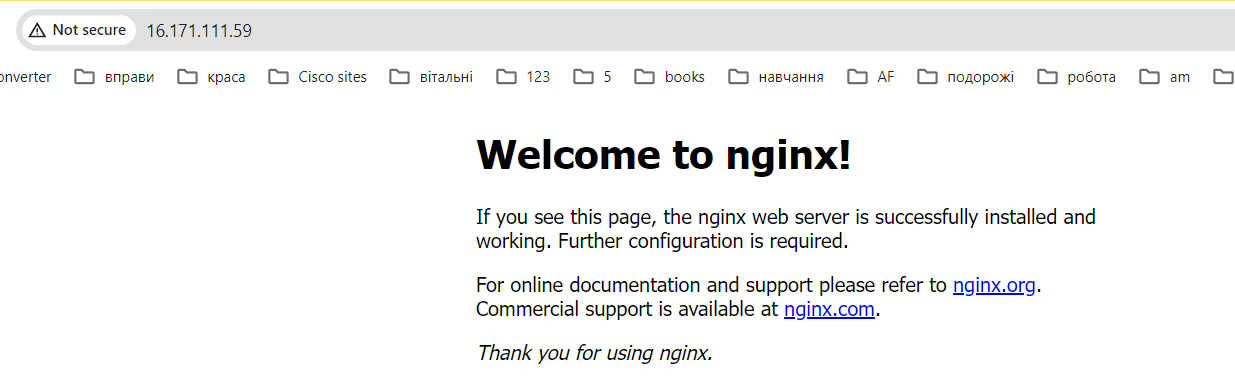 Not secure 16.171.111.59
onverter вправи краса Cisco sites вітальні 123 5 books навчання AF подорожі робота am
Welcome to nginx!
If you see this page, the nginx web server is successfully installed and
working. Further configuration is required.
For online documentation and support please refer to nginx.org.
Commercial support is available at nginx.com.
Thank you for using nginx.